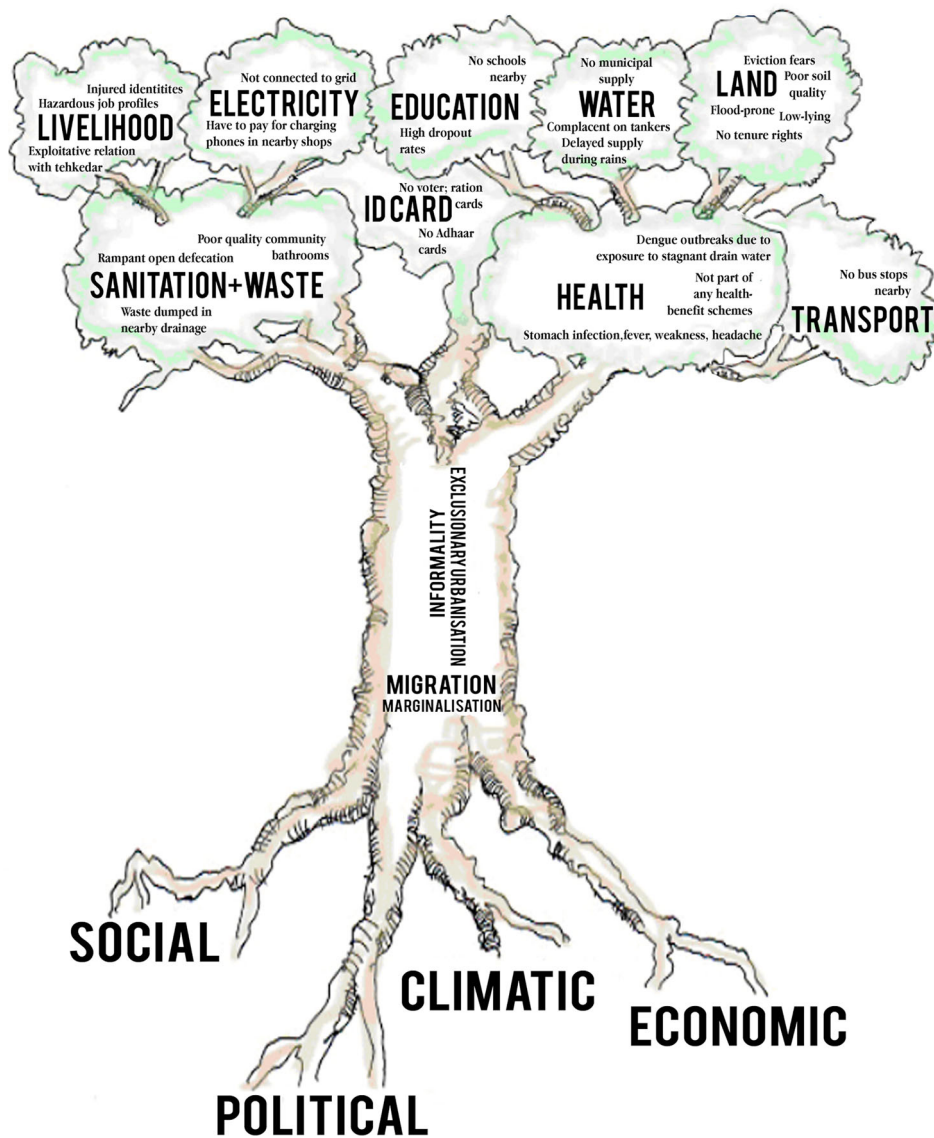 Injured identitites
Hazardous job profiles
LIVELIHOOD
Exploitative relation
with tehkedar
Not connected to grid
ELECTRICITY
Have to pay for charging
phones in nearby shops
No schools
nearby
EDUCATION
High dropout
rates
No municipal
supply
WATER
Complacent on tankers
Delayed supply
during rains
Eviction fears
LAND
Poor soil
quality
Flood-prone
Low-lying
No tenure rights
Poor quality community
bathrooms
Rampant open defecation
SANITATION+WASTE
Waste dumped in
nearby drainage
No voter; ration
cards
ID CARD
No Adhaar
cards
Dengue outbreaks due to
exposure to stagnant drain water
HEALTH
Not part of
any health-
benefit schemes
Stomach infection,fever, weakness, headache
No bus stops
nearby
TRANSPORT
INFORMALITY
EXCLUSIONARY URBANISATION
MIGRATION
MARGINALISATION
SOCIAL
CLIMATIC
ECONOMIC
POLITICAL